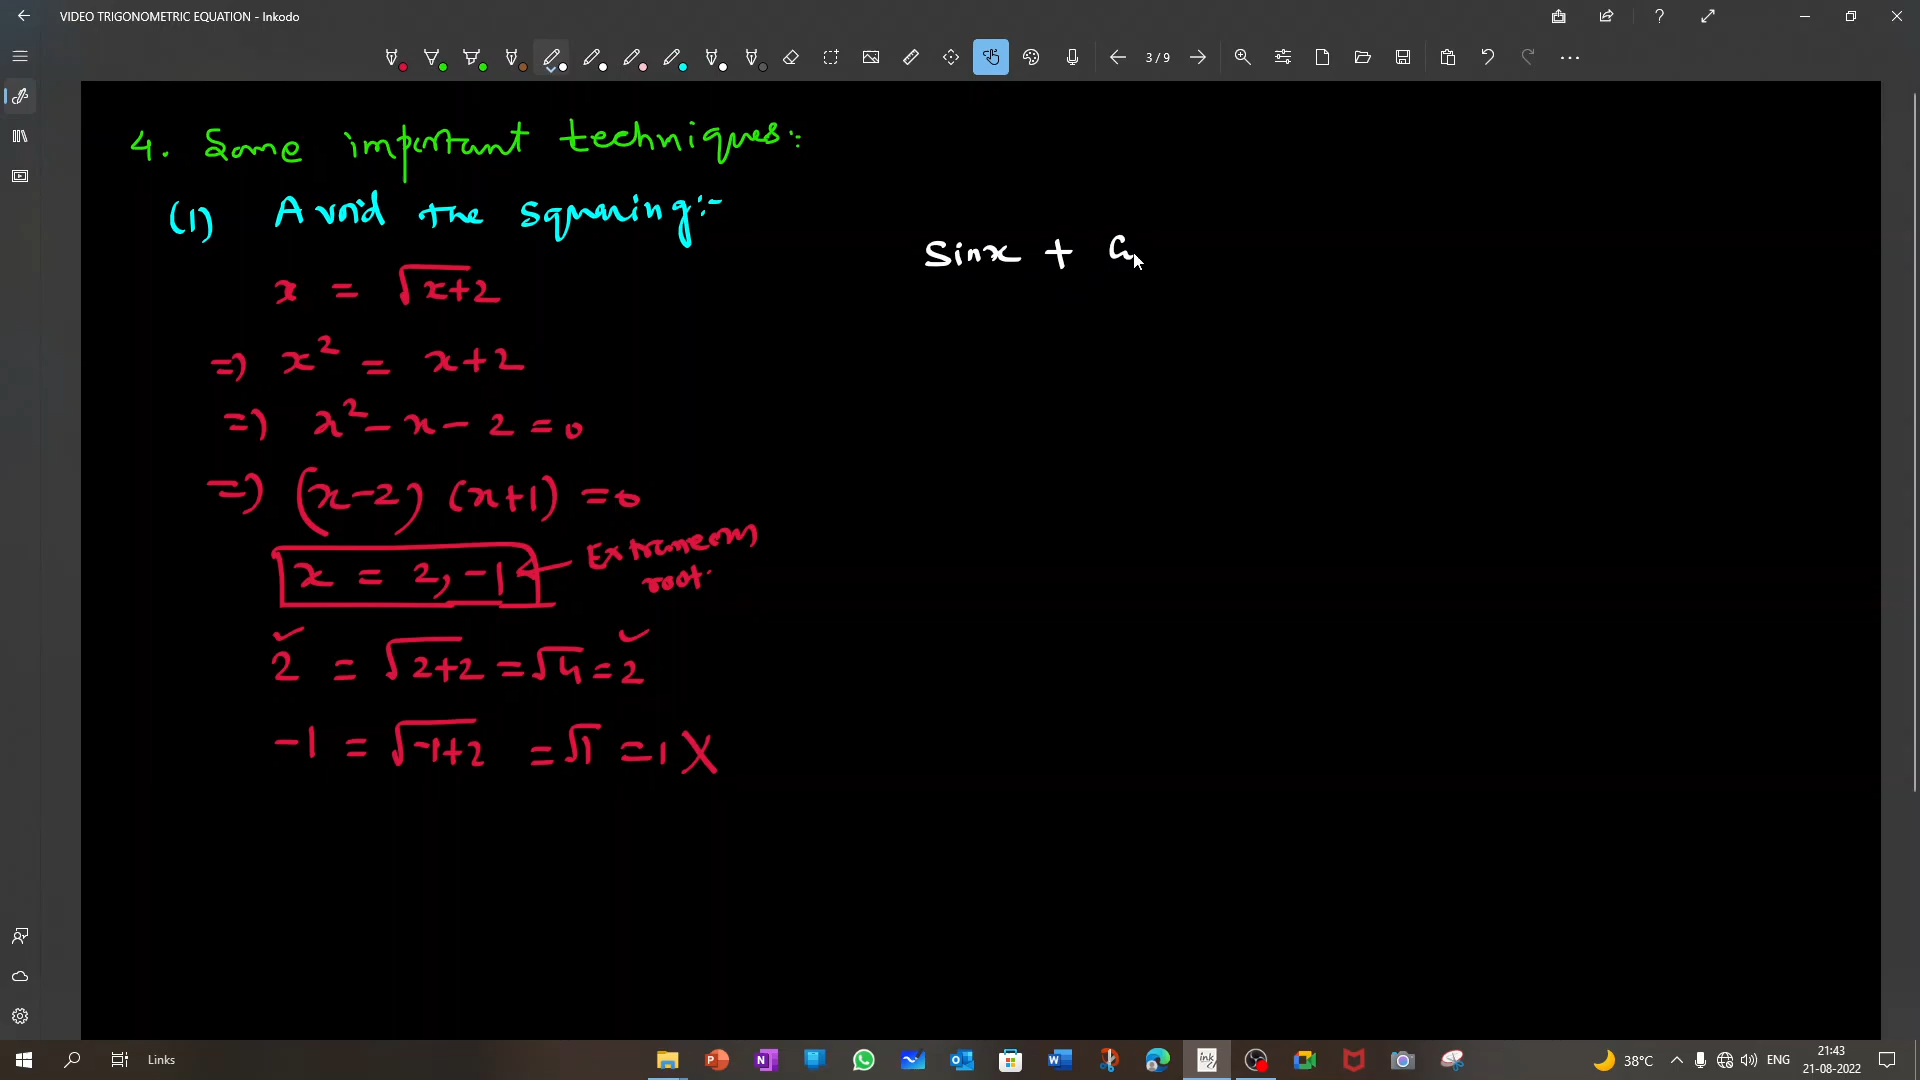 VIDEO TRIGONOMETRIC EQUATION - Inkodo
3/9
4. Some important techniques:
(1) Avoid the squaring:-
x = √x+2
=) x² = x+2
=) x² - x - 2 = 0
=) (x-2) (x+1) = 0
x = 2, -1
Extraneous
root.
2 = √2+2 = √4 = 2
-1 = √-1+2 = √1 = 1 X
sinx +
Links
38°C
ENG
21:43
21-08-2022